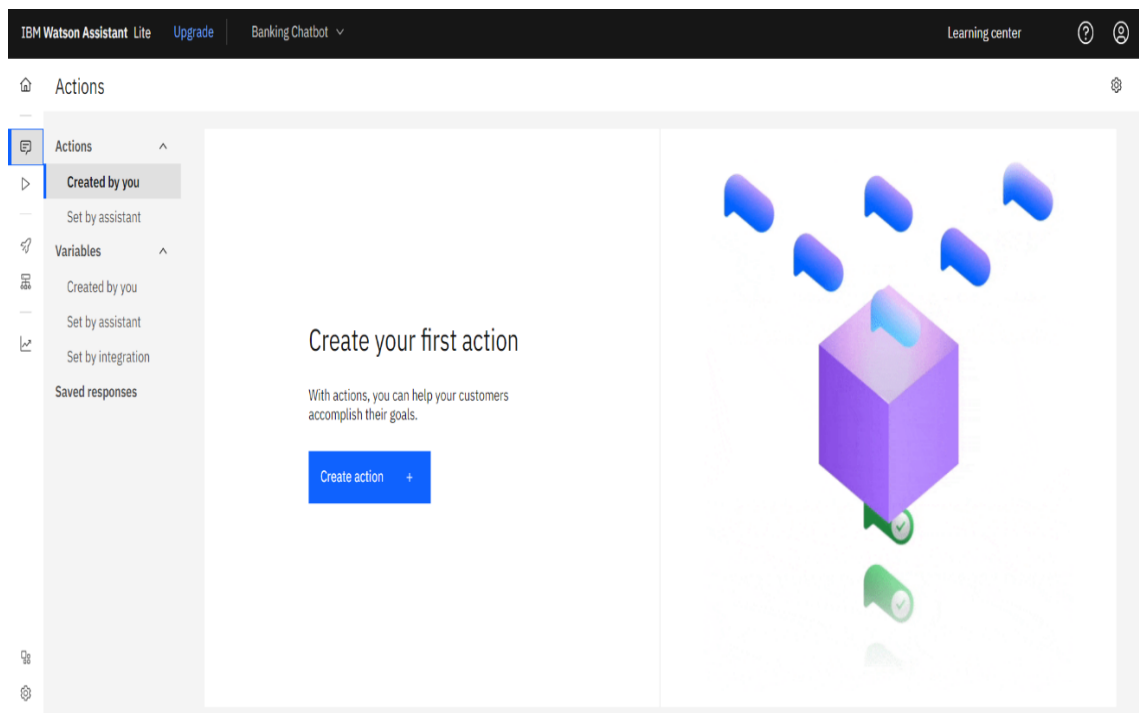 IBM Watson Assistant Lite Upgrade Banking Chatbot Learning center
Actions
Actions
Created by you
Set by assistant
Variables
Created by you
Set by assistant
Set by integration
Saved responses
Create your first action
With actions, you can help your customers
accomplish their goals.
Create action +